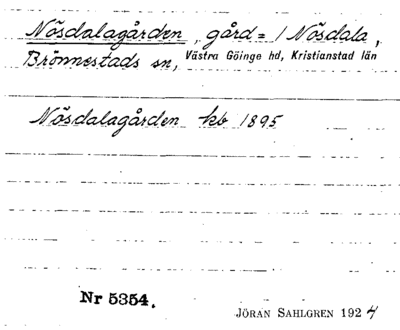 Nösdalagården, gård = / Nösdala,
Brönnestads sn, Västra Göinge hd, Kristianstad län
Nösdalagården kb 1895
Nr 5354.
JÖRAN SAHLGREN 1924